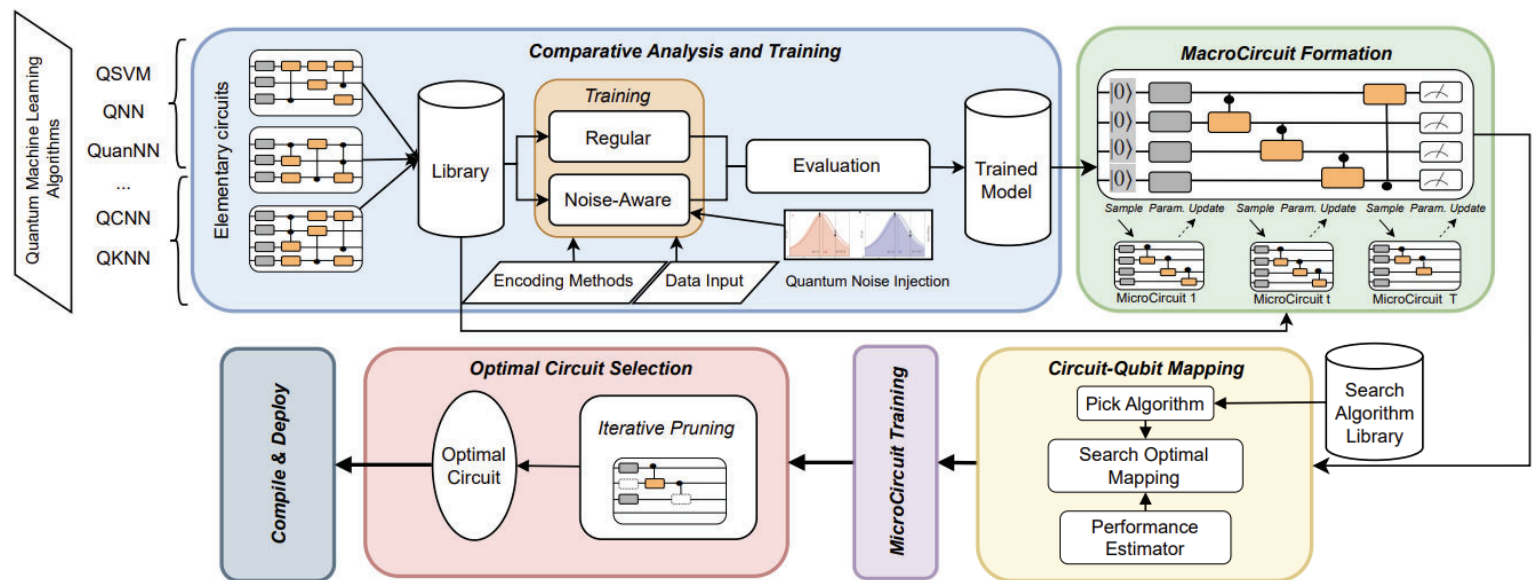 Quantum Machine Learning
Algorithms
QSVM
QNN
QuanNN
...
QCNN
QKNN
Comparative Analysis and Training
Elementary circuits
Library
Training
Regular
Noise-Aware
Encoding Methods
Data Input
Evaluation
Quantum Noise Injection
Trained
Model
MacroCircuit Formation
|0⟩
|0⟩
|0⟩
|0⟩
Sample Param. Update Sample Param. Update Sample Param. Update
MicroCircuit 1
MicroCircuit t
MicroCircuit T
Compile & Deploy
Optimal Circuit Selection
Optimal
Circuit
Iterative Pruning
MicroCircuit Training
Circuit-Qubit Mapping
Pick Algorithm
Search Optimal
Mapping
Performance
Estimator
Search
Algorithm
Library